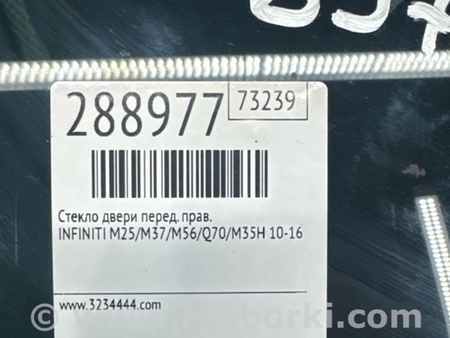 288977
73239
Стекло двери перед. прав.
INFINITI M25/M37/M56/Q70/M35H 10-16
www.3234444.com